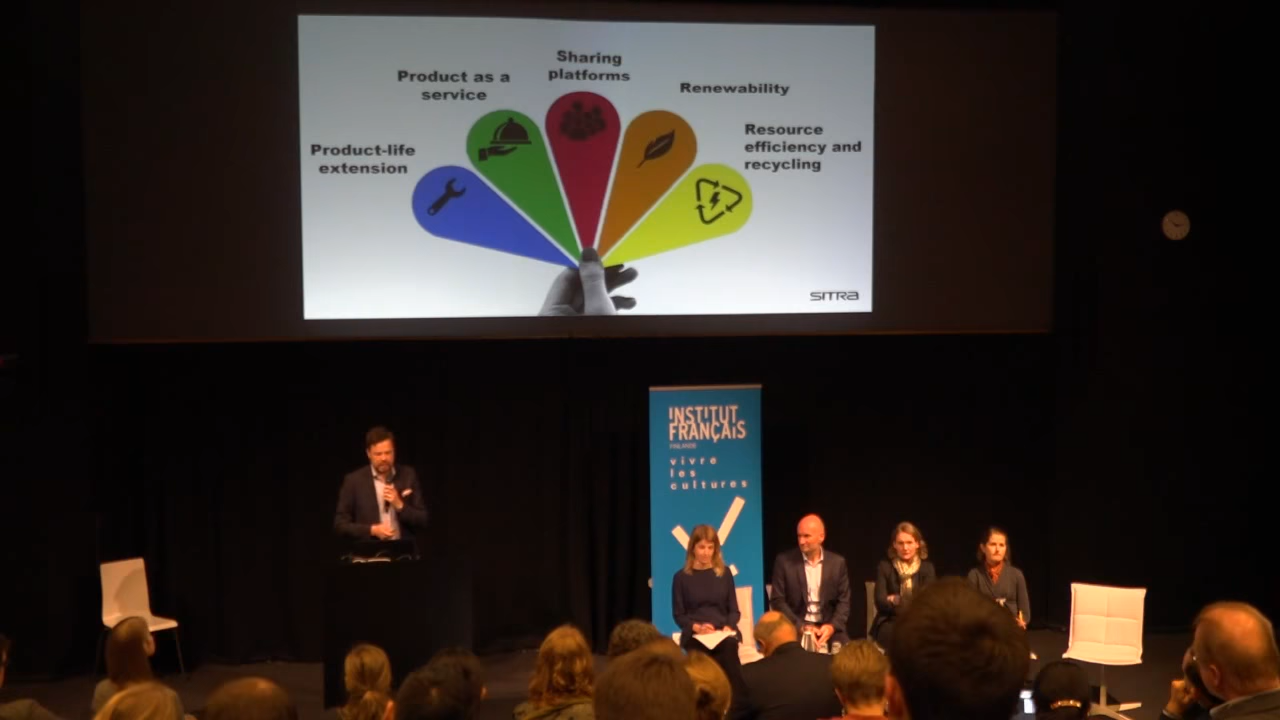 Sharing
platforms
Product as a
service
Renewability
Product-life
extension
Resource
efficiency and
recycling
SITRA
INSTITUT
FRANÇAIS
FINLANDE
vivre
les
cultures